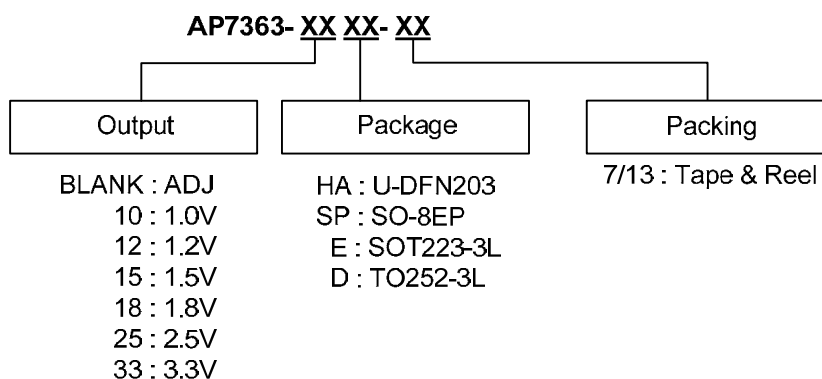 AP7363- XX XX- XX
Output
Package
Packing
BLANK : ADJ
10 : 1.0V
12 : 1.2V
15 : 1.5V
18 : 1.8V
25 : 2.5V
33 : 3.3V
HA : U-DFN203
SP : SO-8EP
E : SOT223-3L
D : TO252-3L
7/13 : Tape & Reel